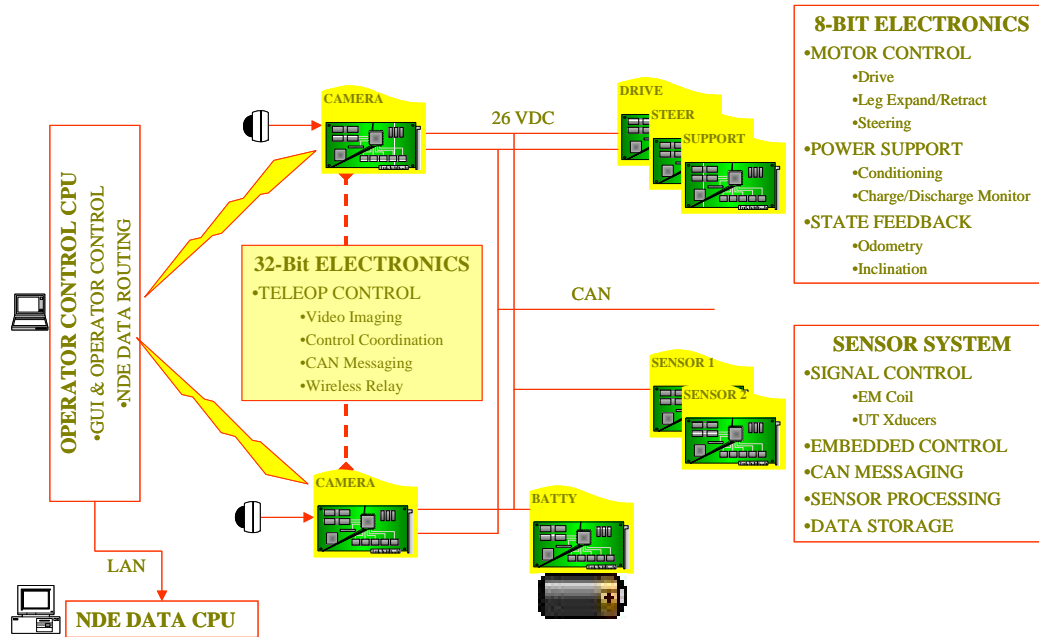 OPERATOR CONTROL CPU
•GUI & OPERATOR CONTROL
•NDE DATA ROUTING
LAN
NDE DATA CPU
CAMERA
32-Bit ELECTRONICS
•TELEOP CONTROL
•Video Imaging
•Control Coordination
•CAN Messaging
•Wireless Relay
CAMERA
26 VDC
CAN
DRIVE
STEER
SUPPORT
SENSOR 1
SENSOR 2
BATTY
8-BIT ELECTRONICS
•MOTOR CONTROL
•Drive
•Leg Expand/Retract
•Steering
•POWER SUPPORT
•Conditioning
•Charge/Discharge Monitor
•STATE FEEDBACK
•Odometry
•Inclination
SENSOR SYSTEM
•SIGNAL CONTROL
•EM Coil
•UT Xducers
•EMBEDDED CONTROL
•CAN MESSAGING
•SENSOR PROCESSING
•DATA STORAGE